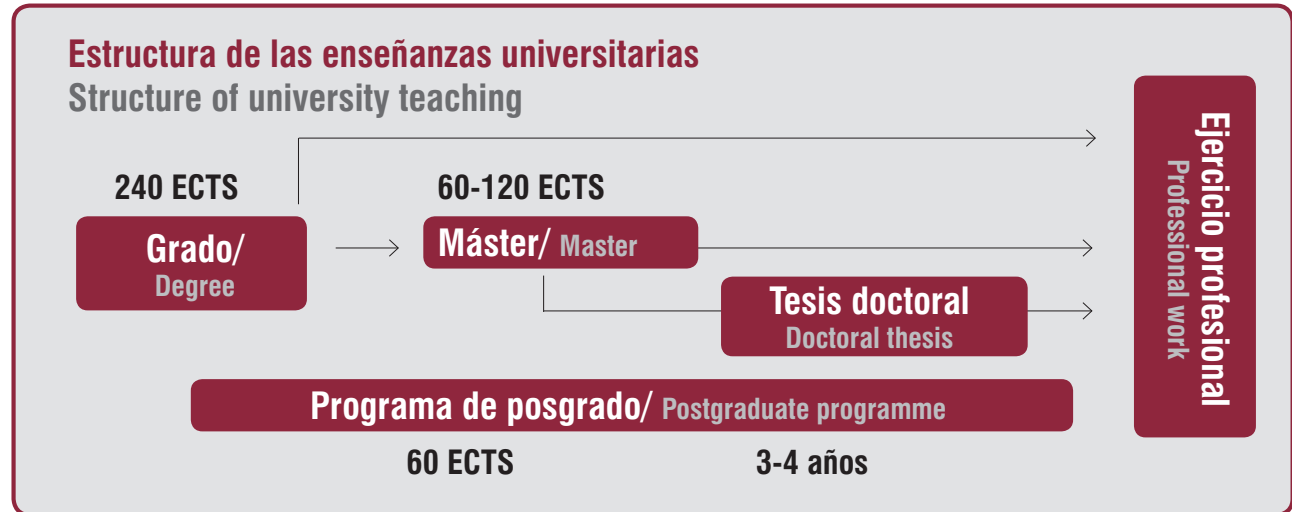 Estructura de las enseñanzas universitarias
Structure of university teaching
240 ECTS
60-120 ECTS
Grado/
Degree
Máster/ Master
Tesis doctoral
Doctoral thesis
Programa de posgrado/ Postgraduate programme
60 ECTS
3-4 años
Ejercicio profesional
Professional work